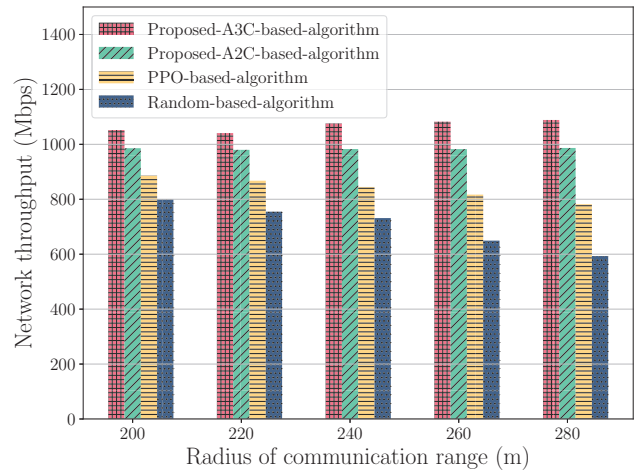 Proposed-A3C-based-algorithm
Proposed-A2C-based-algorithm
PPO-based-algorithm
Random-based-algorithm
Network throughput (Mbps)
1400
1200
1000
800
600
400
200
0
200 220 240 260 280
Radius of communication range (m)